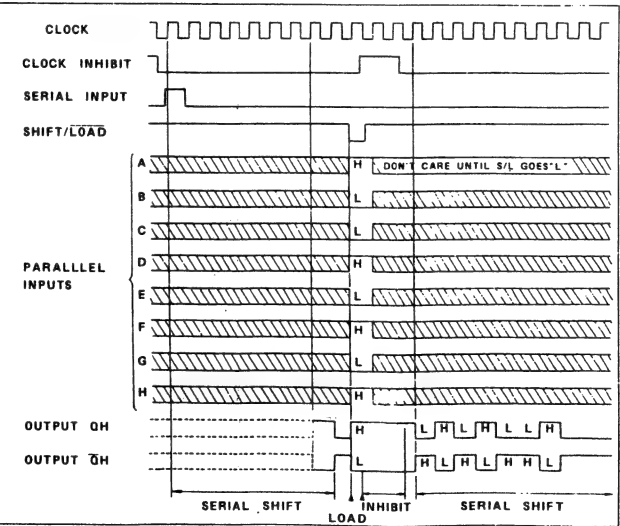 CLOCK
CLOCK INHIBIT
SERIAL INPUT
SHIFT/LOAD
A H DON'T CARE UNTIL S/L GOES "L"
B L
C L
D H
PARALLLEL
INPUTS
E L
F H
G L
H H
OUTPUT QH H L H L H L L H
OUTPUT Q̅H L H L H L H H L
SERIAL SHIFT INHIBIT SERIAL SHIFT
LOAD